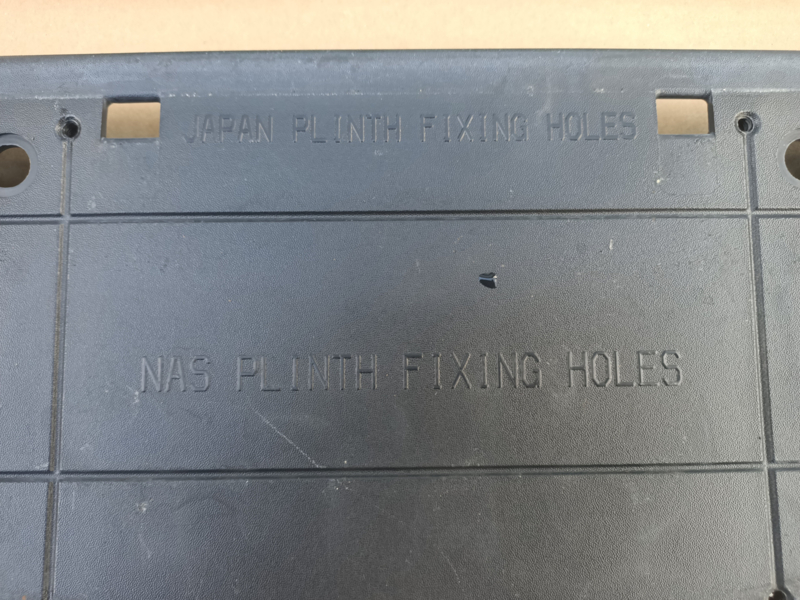 JAPAN PLINTH FIXING HOLES
NAS PLINTH FIXING HOLES